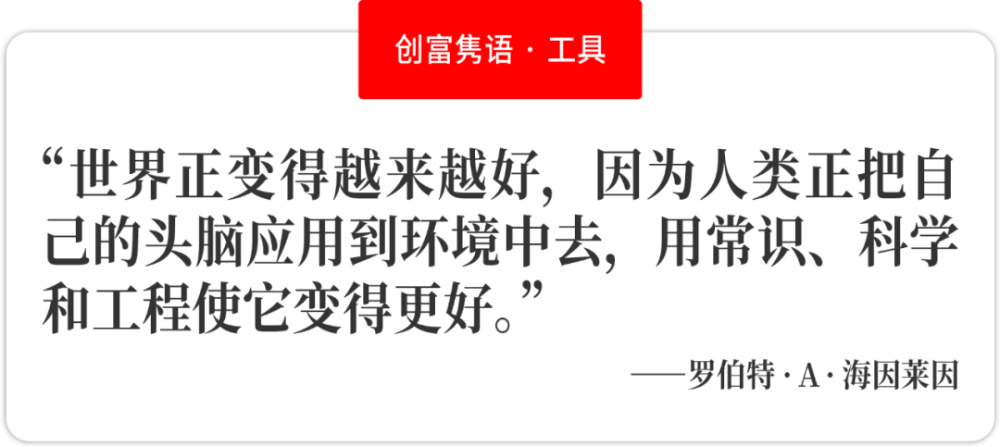 创富隽语·工具
“世界正变得越来越好，因为人类正把自
己的头脑应用到环境中去，用常识、科学
和工程使它变得更好。”
——罗伯特·A·海因莱因